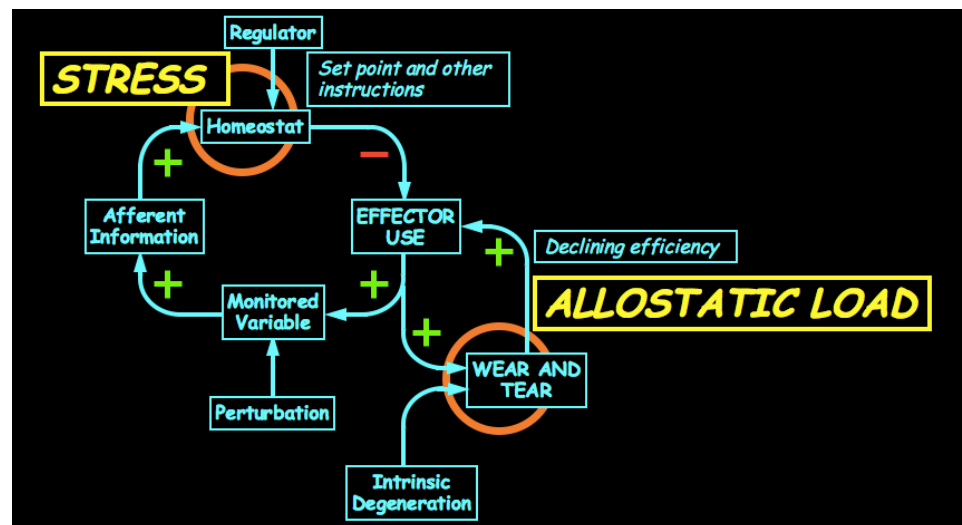 Regulator
STRESS
Set point and other
instructions
Homeostat
+
−
Afferent
Information
EFFECTOR
USE
+
Declining efficiency
+
+
Monitored
Variable
ALLOSTATIC LOAD
+
WEAR AND
TEAR
Perturbation
Intrinsic
Degeneration